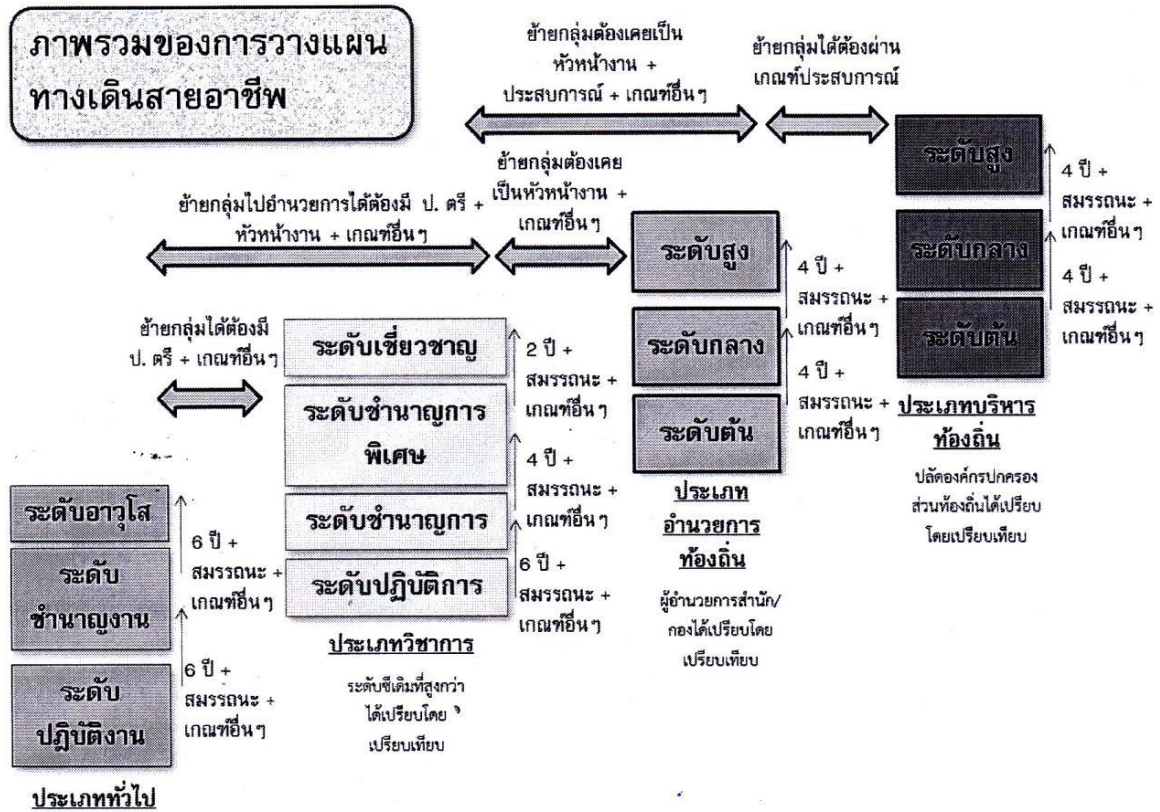 ภาพรวมของการวางแผน
ทางเดินสายอาชีพ
ย้ายกลุ่มต้องเคยเป็น
หัวหน้างาน +
ประสบการณ์ + เกณฑ์อื่นๆ
ย้ายกลุ่มได้ต้องผ่าน
เกณฑ์ประสบการณ์
ย้ายกลุ่มต้องเคย
เป็นหัวหน้างาน +
เกณฑ์อื่นๆ
ย้ายกลุ่มไปอำนวยการได้ต้องมี ป. ตรี +
หัวหน้างาน + เกณฑ์อื่นๆ
ย้ายกลุ่มได้ต้องมี
ป. ตรี + เกณฑ์อื่นๆ
ระดับอาวุโส
6 ปี +
สมรรถนะ +
เกณฑ์อื่นๆ
ระดับ
ชำนาญงาน
6 ปี +
สมรรถนะ +
เกณฑ์อื่นๆ
ระดับ
ปฏิบัติงาน
ประเภททั่วไป
ระดับเชี่ยวชาญ
2 ปี +
สมรรถนะ +
เกณฑ์อื่นๆ
ระดับชำนาญการ
พิเศษ
4 ปี +
สมรรถนะ +
เกณฑ์อื่นๆ
ระดับชำนาญการ
6 ปี +
สมรรถนะ +
เกณฑ์อื่นๆ
ระดับปฏิบัติการ
ประเภทวิชาการ
ระดับซีเดิมที่สูงกว่า
ได้เปรียบโดย
เปรียบเทียบ
ระดับสูง
4 ปี +
สมรรถนะ +
เกณฑ์อื่นๆ
ระดับกลาง
4 ปี +
สมรรถนะ +
เกณฑ์อื่นๆ
ระดับต้น
ประเภท
อำนวยการ
ท้องถิ่น
ผู้อำนวยการสำนัก/
กองได้เปรียบโดย
เปรียบเทียบ
ระดับสูง
4 ปี +
สมรรถนะ +
เกณฑ์อื่นๆ
ระดับกลาง
4 ปี +
สมรรถนะ +
เกณฑ์อื่นๆ
ระดับต้น
ประเภทบริหาร
ท้องถิ่น
ปลัดองค์กรปกครอง
ส่วนท้องถิ่นได้เปรียบ
โดยเปรียบเทียบ